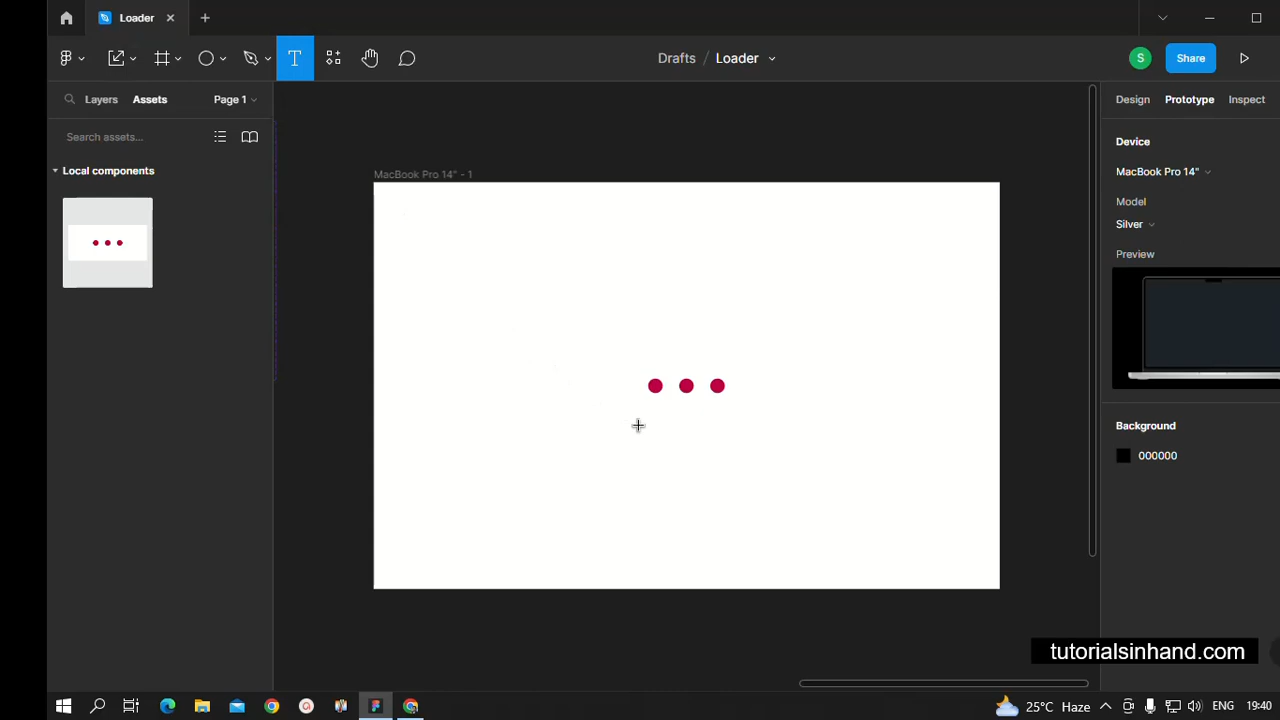 Loader
Drafts / Loader
S
Share
Layers
Assets
Page 1
Design
Prototype
Inspect
Search assets...
Device
Local components
MacBook Pro 14"
MacBook Pro 14" - 1
Model
Silver
Preview
Background
000000
tutorialsinhand.com
25°C Haze
ENG
19:40